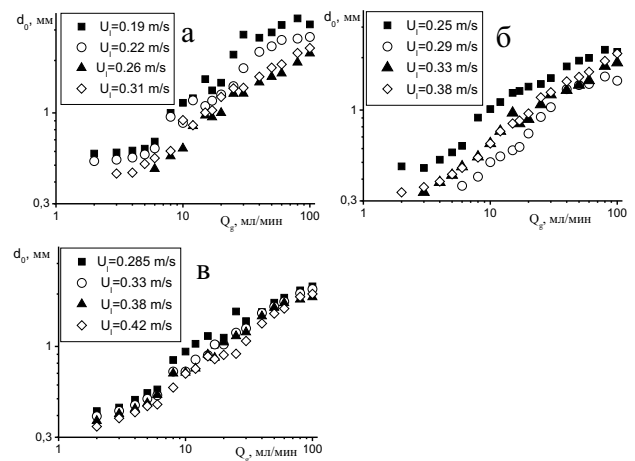 d₀, мм
U_l=0.19 m/s
U_l=0.22 m/s
U_l=0.26 m/s
U_l=0.31 m/s
а
1
0,3
1
10
100
Q_g, мл/мин
d₀, мм
U_l=0.25 m/s
U_l=0.29 m/s
U_l=0.33 m/s
U_l=0.38 m/s
б
1
0,3
1
10
100
Q_g, мл/мин
d₀, мм
U_l=0.285 m/s
U_l=0.33 m/s
U_l=0.38 m/s
U_l=0.42 m/s
в
1
0,3
1
10
100
Q_g, мл/мин